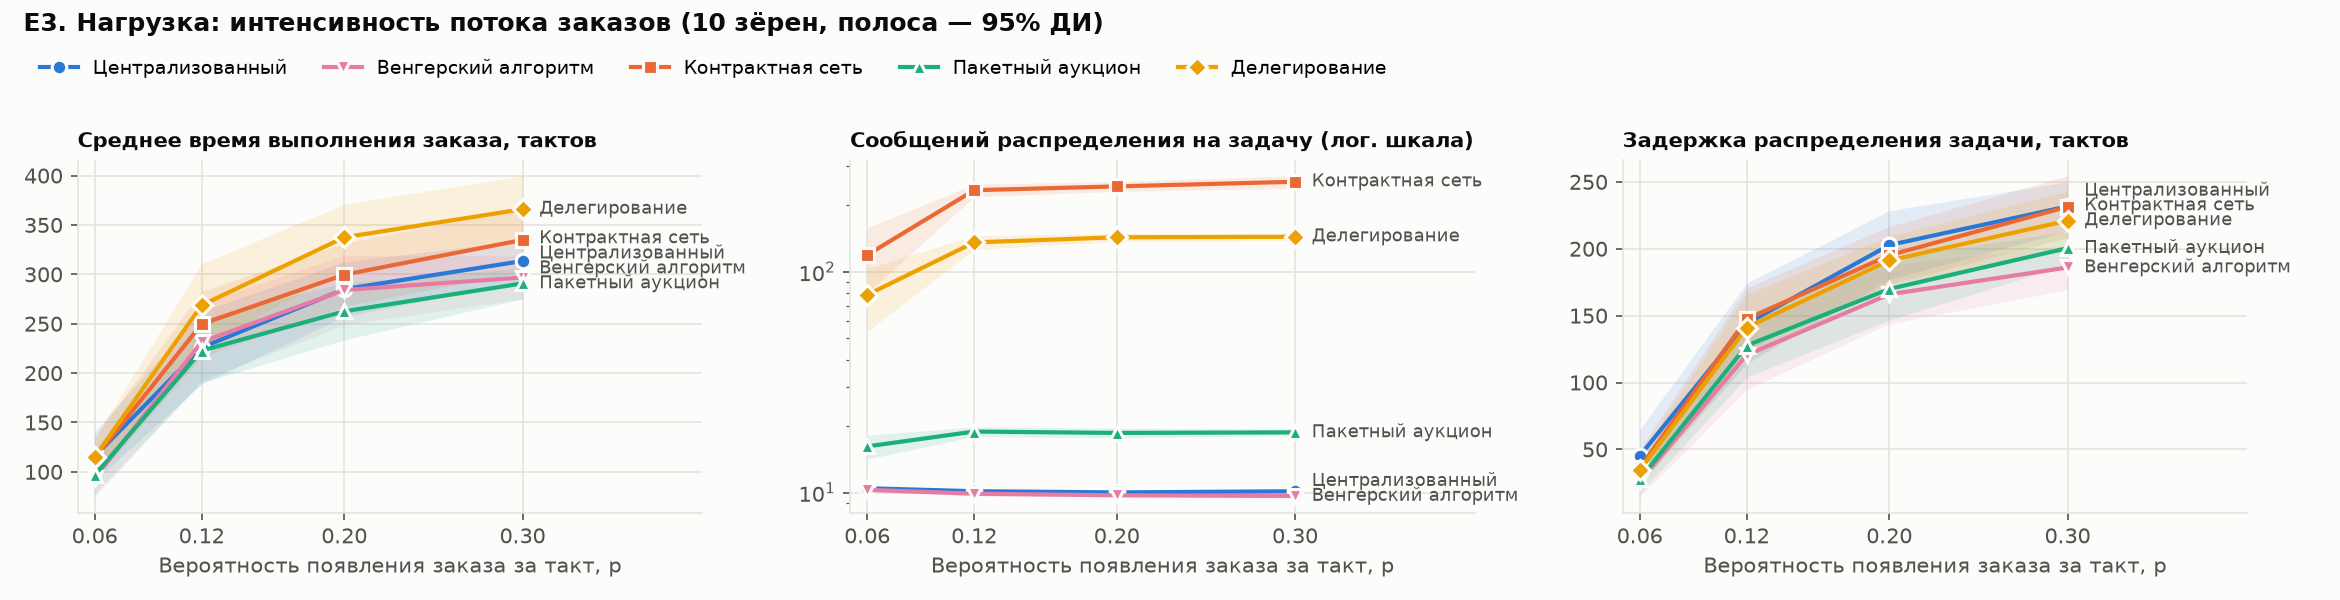 E3. Нагрузка: интенсивность потока заказов (10 зёрен, полоса — 95% ДИ)
Централизованный Венгерский алгоритм Контрактная сеть Пакетный аукцион Делегирование
Среднее время выполнения заказа, тактов
400
350
300
250
200
150
100
Делегирование
Контрактная сеть
Централизованный
Венгерский алгоритм
Пакетный аукцион
0.06 0.12 0.20 0.30
Вероятность появления заказа за такт, p
Сообщений распределения на задачу (лог. шкала)
10²
10¹
Контрактная сеть
Делегирование
Пакетный аукцион
Централизованный
Венгерский алгоритм
0.06 0.12 0.20 0.30
Вероятность появления заказа за такт, p
Задержка распределения задачи, тактов
250
200
150
100
50
Централизованный
Контрактная сеть
Делегирование
Пакетный аукцион
Венгерский алгоритм
0.06 0.12 0.20 0.30
Вероятность появления заказа за такт, p